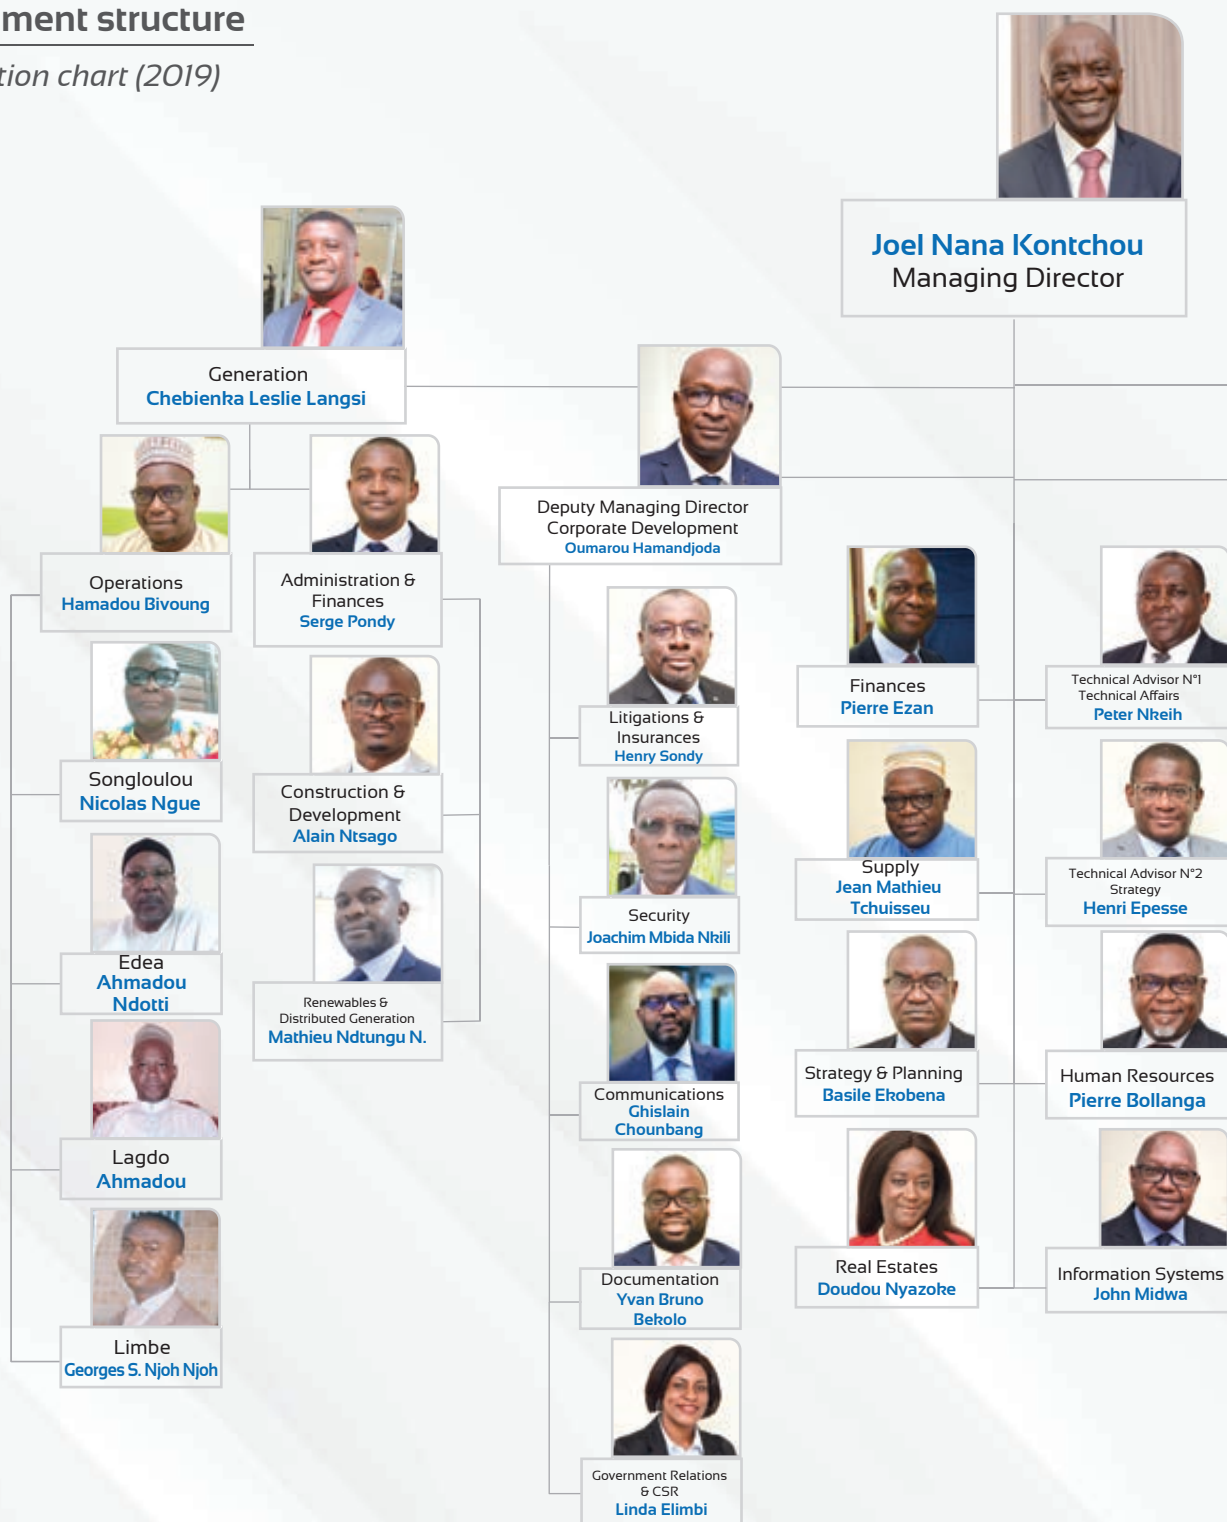 ment structure
tion chart (2019)
Joel Nana Kontchou
Managing Director
Generation
Chebienka Leslie Langsi
Deputy Managing Director
Corporate Development
Oumarou Hamandjoda
Operations
Hamadou Bivoung
Administration &
Finances
Serge Pondy
Songloulou
Nicolas Ngue
Construction &
Development
Alain Ntsago
Edea
Ahmadou
Ndotti
Renewables &
Distributed Generation
Mathieu Ndtungu N.
Lagdo
Ahmadou
Limbe
Georges S. Njoh Njoh
Litigations &
Insurances
Henry Sondy
Security
Joachim Mbida Nkili
Communications
Ghislain
Chounbang
Documentation
Yvan Bruno
Bekolo
Government Relations
& CSR
Linda Elimbi
Finances
Pierre Ezan
Technical Advisor N°1
Technical Affairs
Peter Nkeih
Supply
Jean Mathieu
Tchuisseu
Technical Advisor N°2
Strategy
Henri Epesse
Strategy & Planning
Basile Ekobena
Human Resources
Pierre Bollanga
Real Estates
Doudou Nyazoke
Information Systems
John Midwa